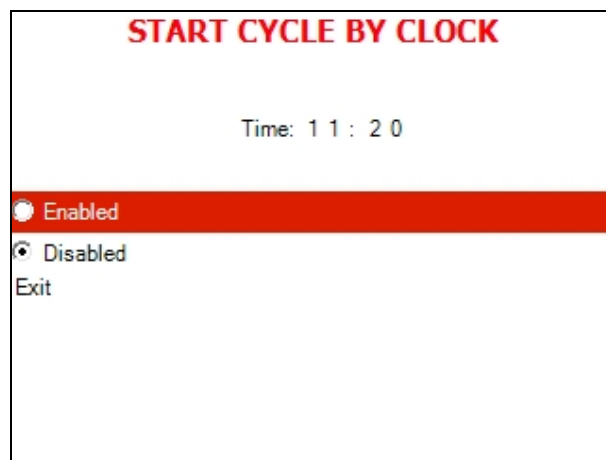 START CYCLE BY CLOCK
Time: 1 1 : 2 0
Enabled
Disabled
Exit